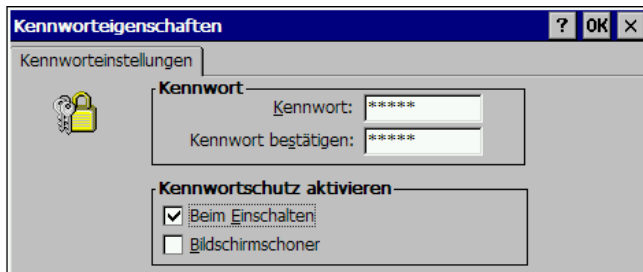 Kennworteigenschaften ? OK ×
Kennworteinstellungen
Kennwort
Kennwort: *****
Kennwort bestätigen: *****
Kennwortschutz aktivieren
Beim Einschalten
Bildschirmschoner